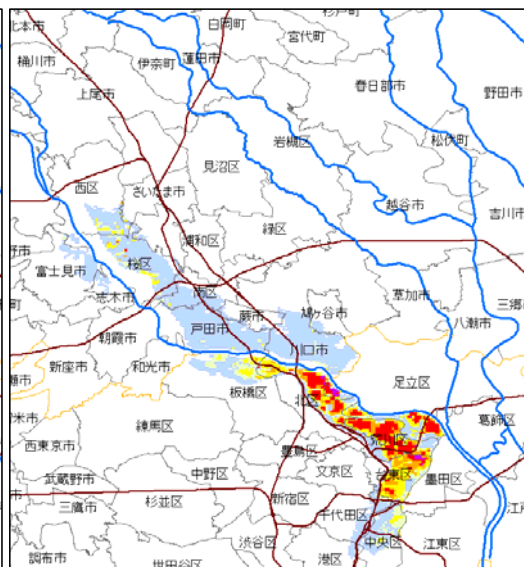 杉戸町
北本市
白岡町
宮代町
蓮田市
桶川市
伊奈町
春日部市
野田市
上尾市
松伏町
岩槻区
見沼区
西区
さいたま市
越谷市
吉川市
緑区
浦和区
桜区
富士見市
南区
草加市
志木市
蕨市
鳩ヶ谷市
三郷
戸田市
八潮市
川口市
朝霞市
新座市
和光市
足立区
板橋区
北区
葛飾区
練馬区
荒川区
西東京市
豊島区
文京区
台東区
墨田区
中野区
武蔵野市
新宿区
杉並区
三鷹市
千代田区
渋谷区
中央区
江東区
調布市
世田谷区
港区